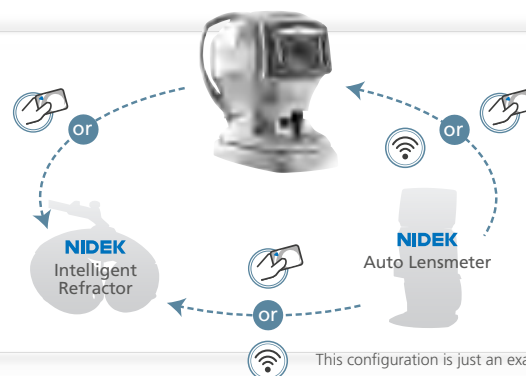 or
or
NIDEK
Intelligent
Refractor
NIDEK
Auto Lensmeter
or
This configuration is just an exa